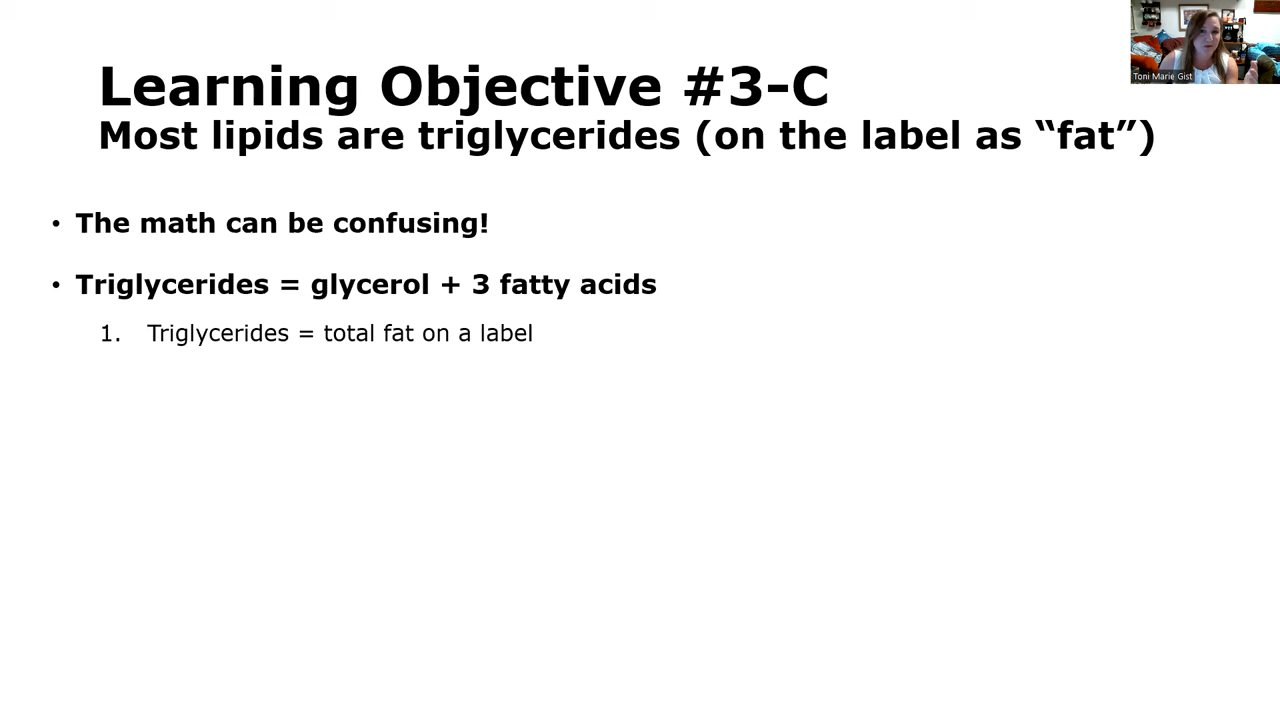 Learning Objective #3-C
Most lipids are triglycerides (on the label as “fat”)
Toni Marie Gist
• The math can be confusing!
• Triglycerides = glycerol + 3 fatty acids
1. Triglycerides = total fat on a label